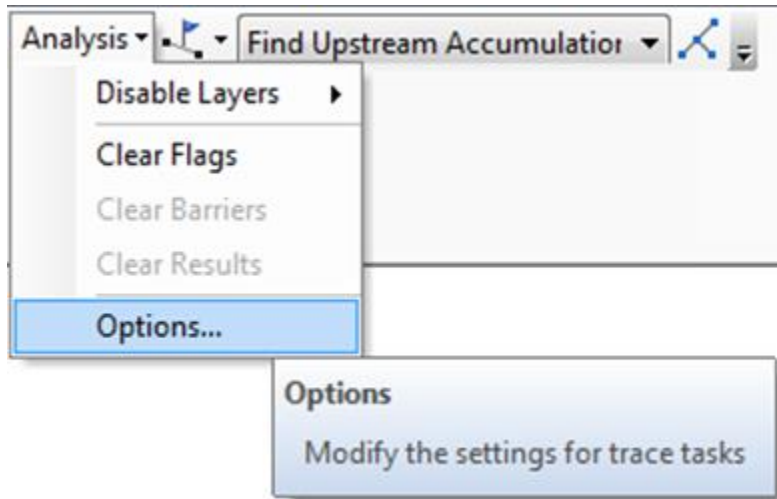 Analysis Find Upstream Accumulation
Disable Layers
Clear Flags
Clear Barriers
Clear Results
Options...
Options
Modify the settings for trace tasks